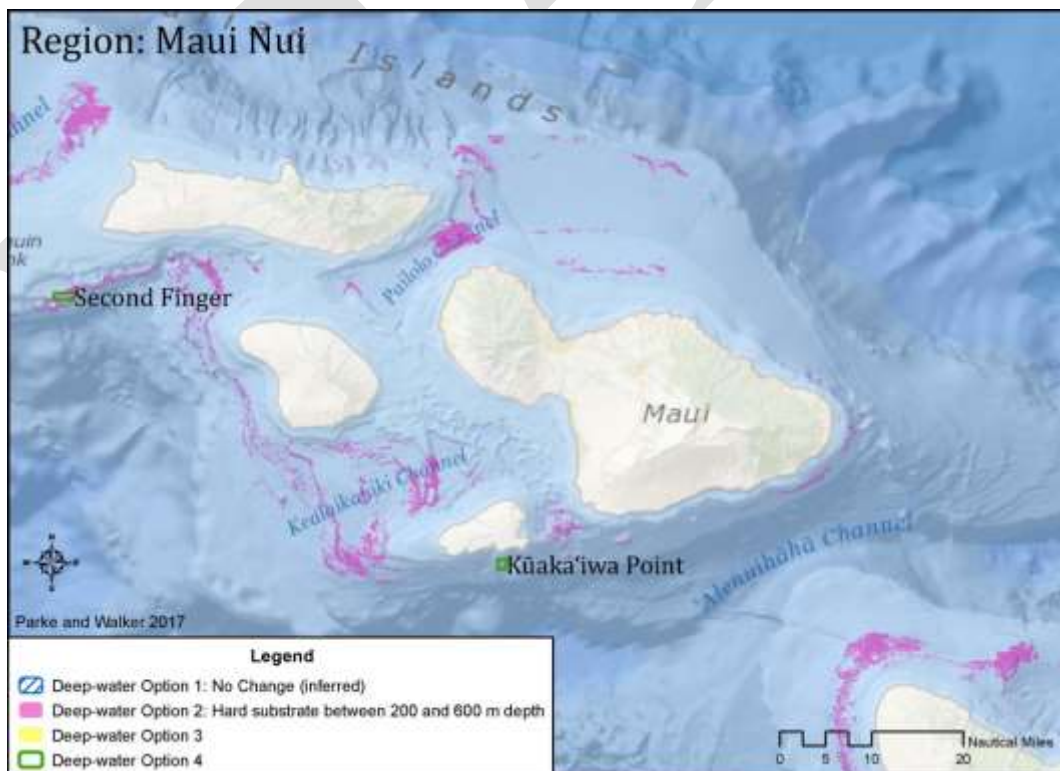 Region: Maui Nui
Islands
nnel
Pailolo Channel
Second Finger
Maui
Kealaikahiki Channel
Kūaka‘iwa Point
‘Alenuihāhā Channel
Parke and Walker 2017
Legend
Deep-water Option 1: No Change (inferred)
Deep-water Option 2: Hard substrate between 200 and 600 m depth
Deep-water Option 3
Deep-water Option 4
Nautical Miles
0 5 10 20